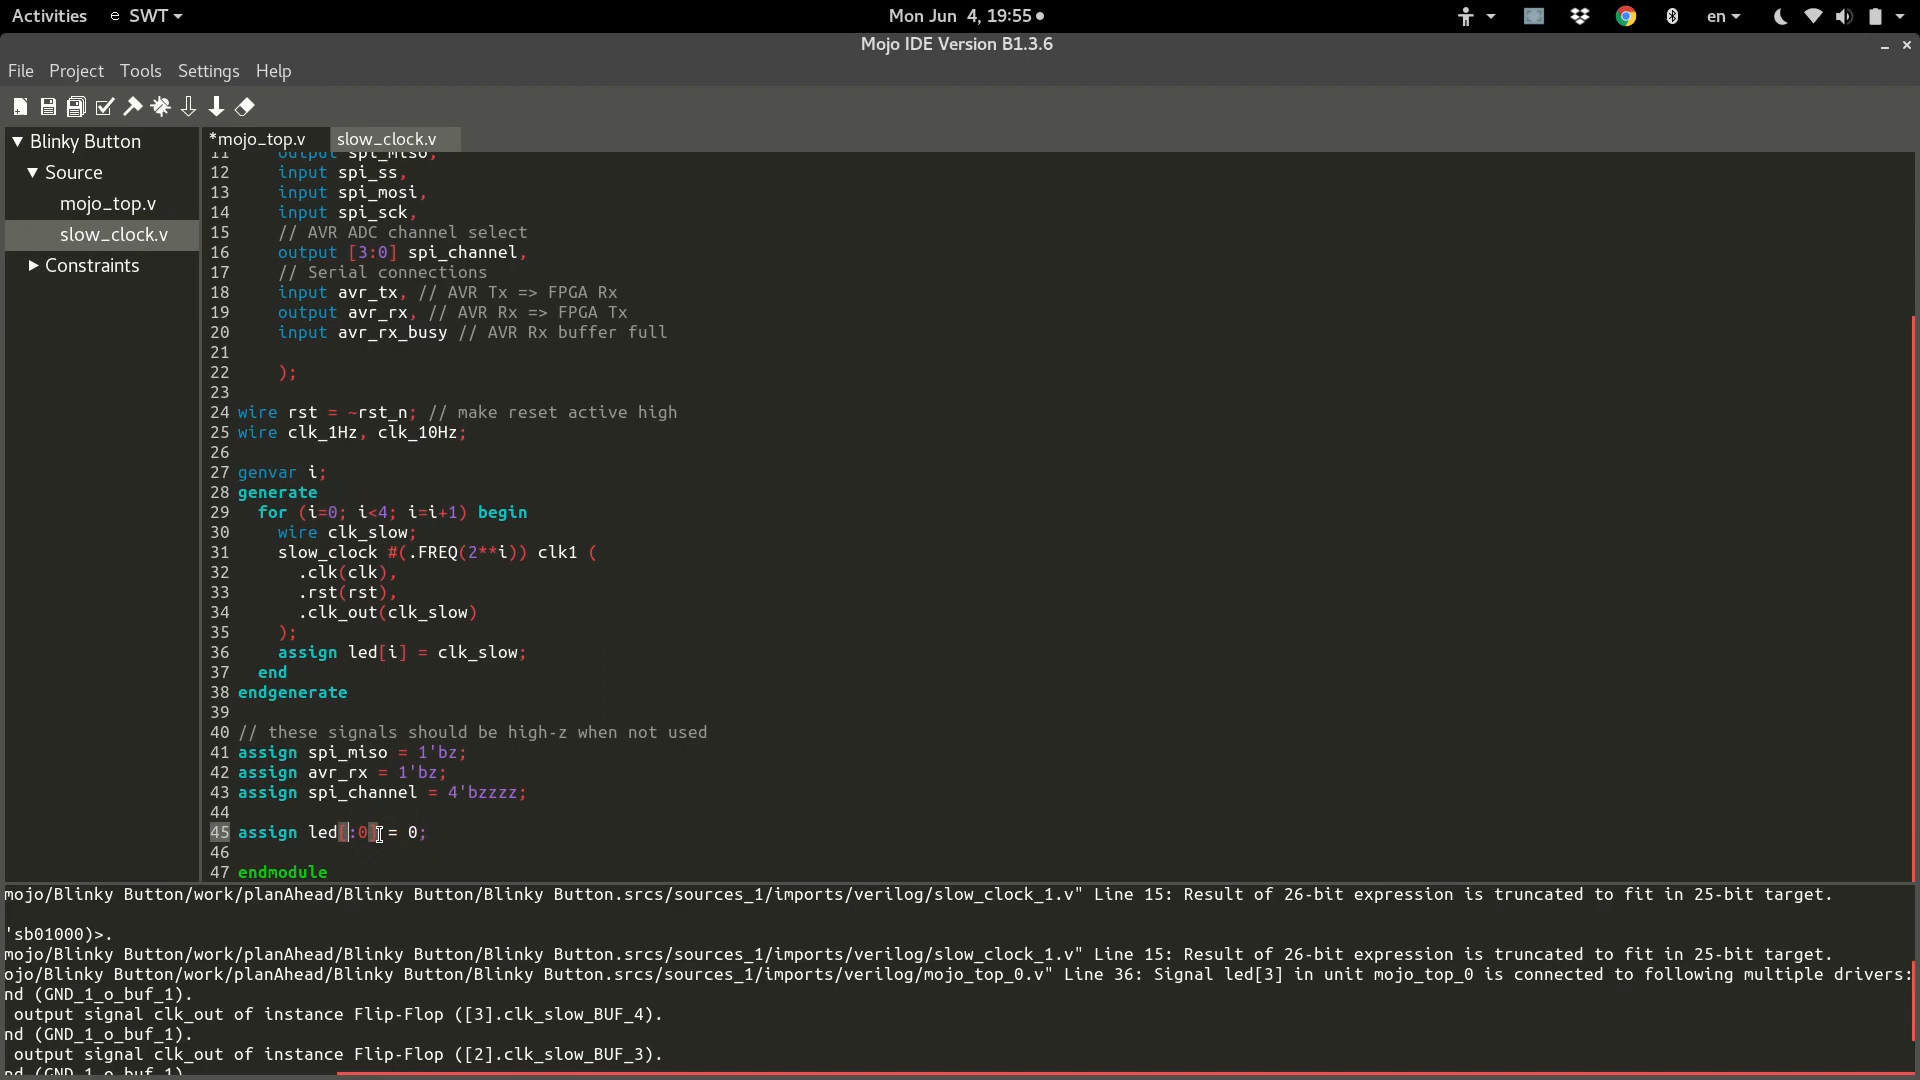 Activities SWT Mon Jun 4, 19:55 en
Mojo IDE Version B1.3.6
File Project Tools Settings Help
Blinky Button
Source
mojo_top.v
slow_clock.v
Constraints
*mojo_top.v slow_clock.v
11 output spi_miso,
12 input spi_ss,
13 input spi_mosi,
14 input spi_sck,
15 // AVR ADC channel select
16 output [3:0] spi_channel,
17 // Serial connections
18 input avr_tx, // AVR Tx => FPGA Rx
19 output avr_rx, // AVR Rx => FPGA Tx
20 input avr_rx_busy // AVR Rx buffer full
21
22 );
23
24 wire rst = ~rst_n; // make reset active high
25 wire clk_1Hz, clk_10Hz;
26
27 genvar i;
28 generate
29 for (i=0; i<4; i=i+1) begin
30 wire clk_slow;
31 slow_clock #(.FREQ(2**i)) clk1 (
32 .clk(clk),
33 .rst(rst),
34 .clk_out(clk_slow)
35 );
36 assign led[i] = clk_slow;
37 end
38 endgenerate
39
40 // these signals should be high-z when not used
41 assign spi_miso = 1'bz;
42 assign avr_rx = 1'bz;
43 assign spi_channel = 4'bzzzz;
44
45 assign led[:0] = 0;
46
47 endmodule
mojo/Blinky Button/work/planAhead/Blinky Button/Blinky Button.srcs/sources_1/imports/verilog/slow_clock_1.v" Line 15: Result of 26-bit expression is truncated to fit in 25-bit target.
'sb01000)>.
mojo/Blinky Button/work/planAhead/Blinky Button/Blinky Button.srcs/sources_1/imports/verilog/slow_clock_1.v" Line 15: Result of 26-bit expression is truncated to fit in 25-bit target.
ojo/Blinky Button/work/planAhead/Blinky Button/Blinky Button.srcs/sources_1/imports/verilog/mojo_top_0.v" Line 36: Signal led[3] in unit mojo_top_0 is connected to following multiple drivers:
nd (GND_1_o_buf_1).
output signal clk_out of instance Flip-Flop ([3].clk_slow_BUF_4).
nd (GND_1_o_buf_1).
output signal clk_out of instance Flip-Flop ([2].clk_slow_BUF_3).
nd (GND_1_o_buf_1)